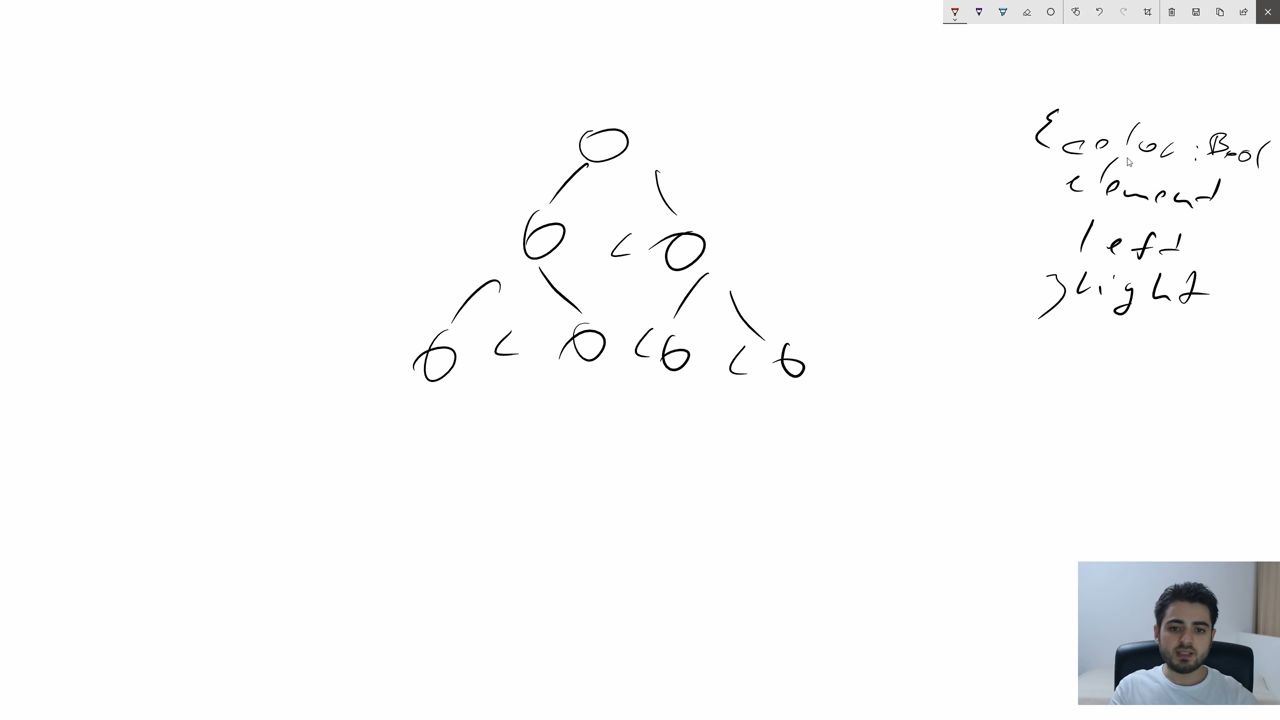 { color : Bool
element
left
} right
< 
< < <